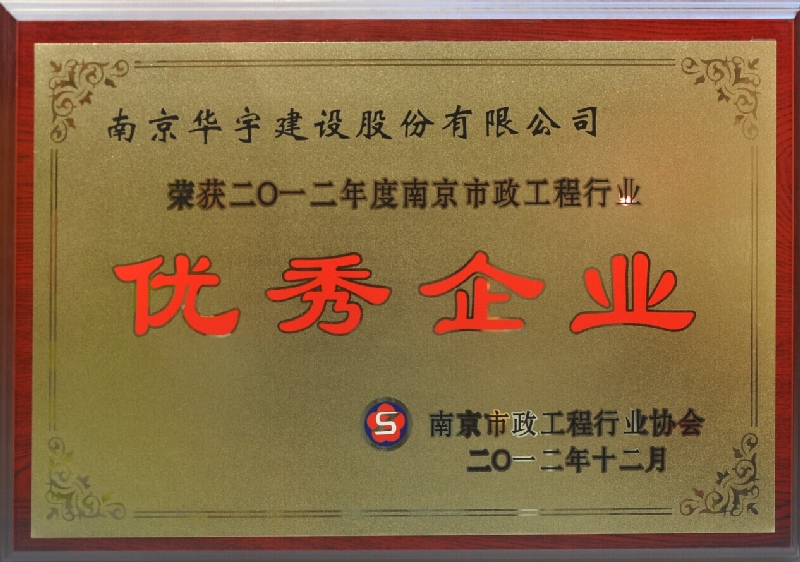 南京华宇建设股份有限公司
荣获二〇一二年度南京市政工程行业
优秀企业
S
南京市政工程行业协会
二〇一二年十二月